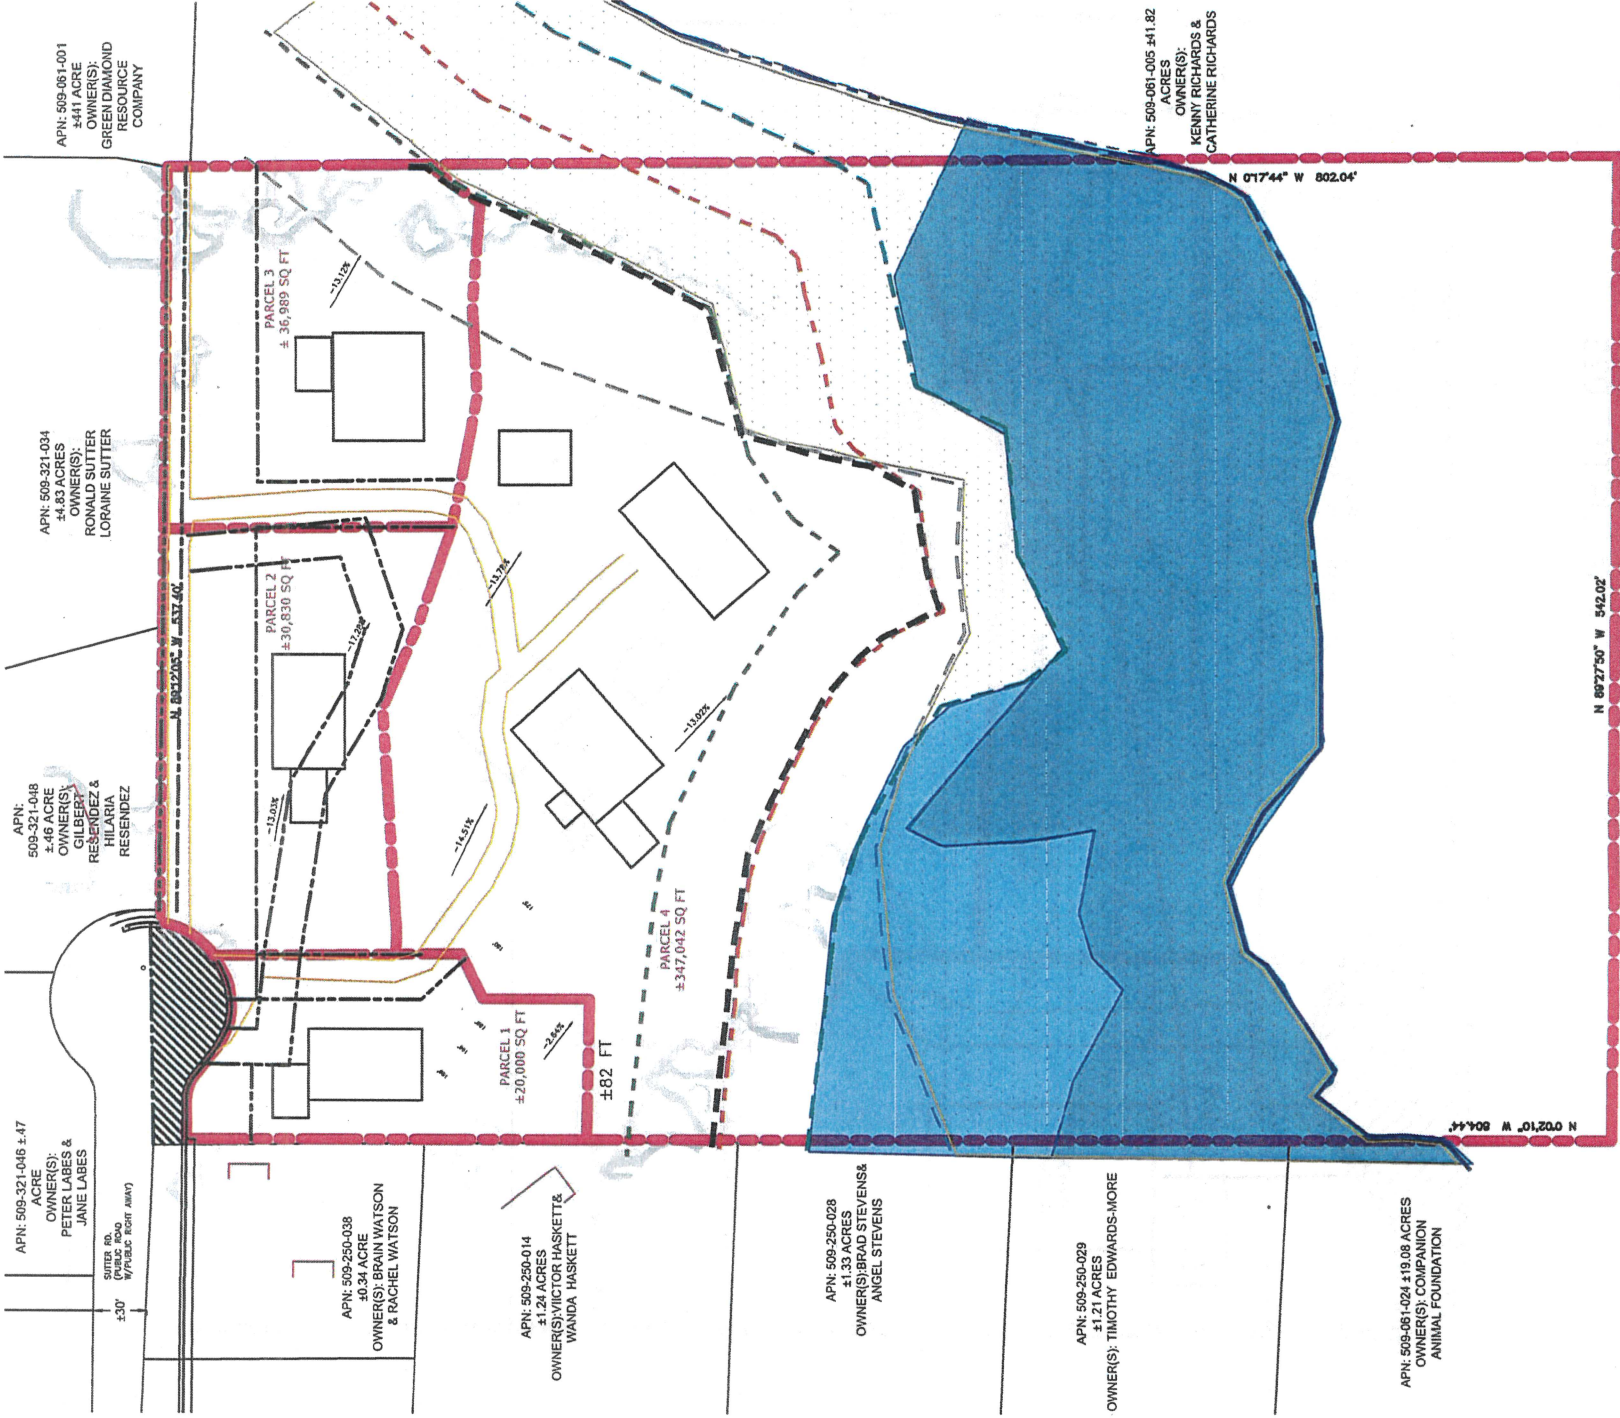 APN: 509-061-001
±441 ACRE
OWNER(S):
GREEN DIAMOND
RESOURCE
COMPANY
APN: 509-321-034
±4.83 ACRES
OWNER(S):
RONALD SUTTER
LORAINE SUTTER
APN:
509-321-048
±.46 ACRE
OWNER(S):
GILBERT
RESENDEZ &
HILARIA
RESENDEZ
APN: 509-321-046 ±.47
ACRE
OWNER(S):
PETER LABES &
JANE LABES
SUTTER RD.
(PUBLIC ROAD
W/PUBLIC RIGHT AWAY)
±30'
APN: 509-250-038
±0.34 ACRE
OWNER(S): BRAIN WATSON
& RACHEL WATSON
APN: 509-250-014
±1.24 ACRES
OWNER(S):VIICTOR HASKETT&
WANDA HASKETT
APN: 509-250-028
±1.33 ACRES
OWNER(S):BRAD STEVENS&
ANGEL STEVENS
APN: 509-250-029
±1.21 ACRES
OWNER(S): TIMOTHY EDWARDS-MORE
APN: 509-061-024 ±19.08 ACRES
OWNER(S): COMPANION
ANIMAL FOUNDATION
APN: 509-061-005 ±41.82
ACRES
OWNER(S):
KENNY RICHARDS &
CATHERINE RICHARDS
N 89°12'05" W 537.40'
N 0°17'44" W 802.04'
N 89°27'50" W 542.02'
N 0°02'10" W 804.44'
PARCEL 3
± 36,989 SQ FT
-13.12%
PARCEL 2
±30,830 SQ FT
-13.03%
-13.78%
-14.51%
-13.02%
PARCEL 4
±347,042 SQ FT
PARCEL 1
±20,000 SQ FT
-2.84%
±82 FT